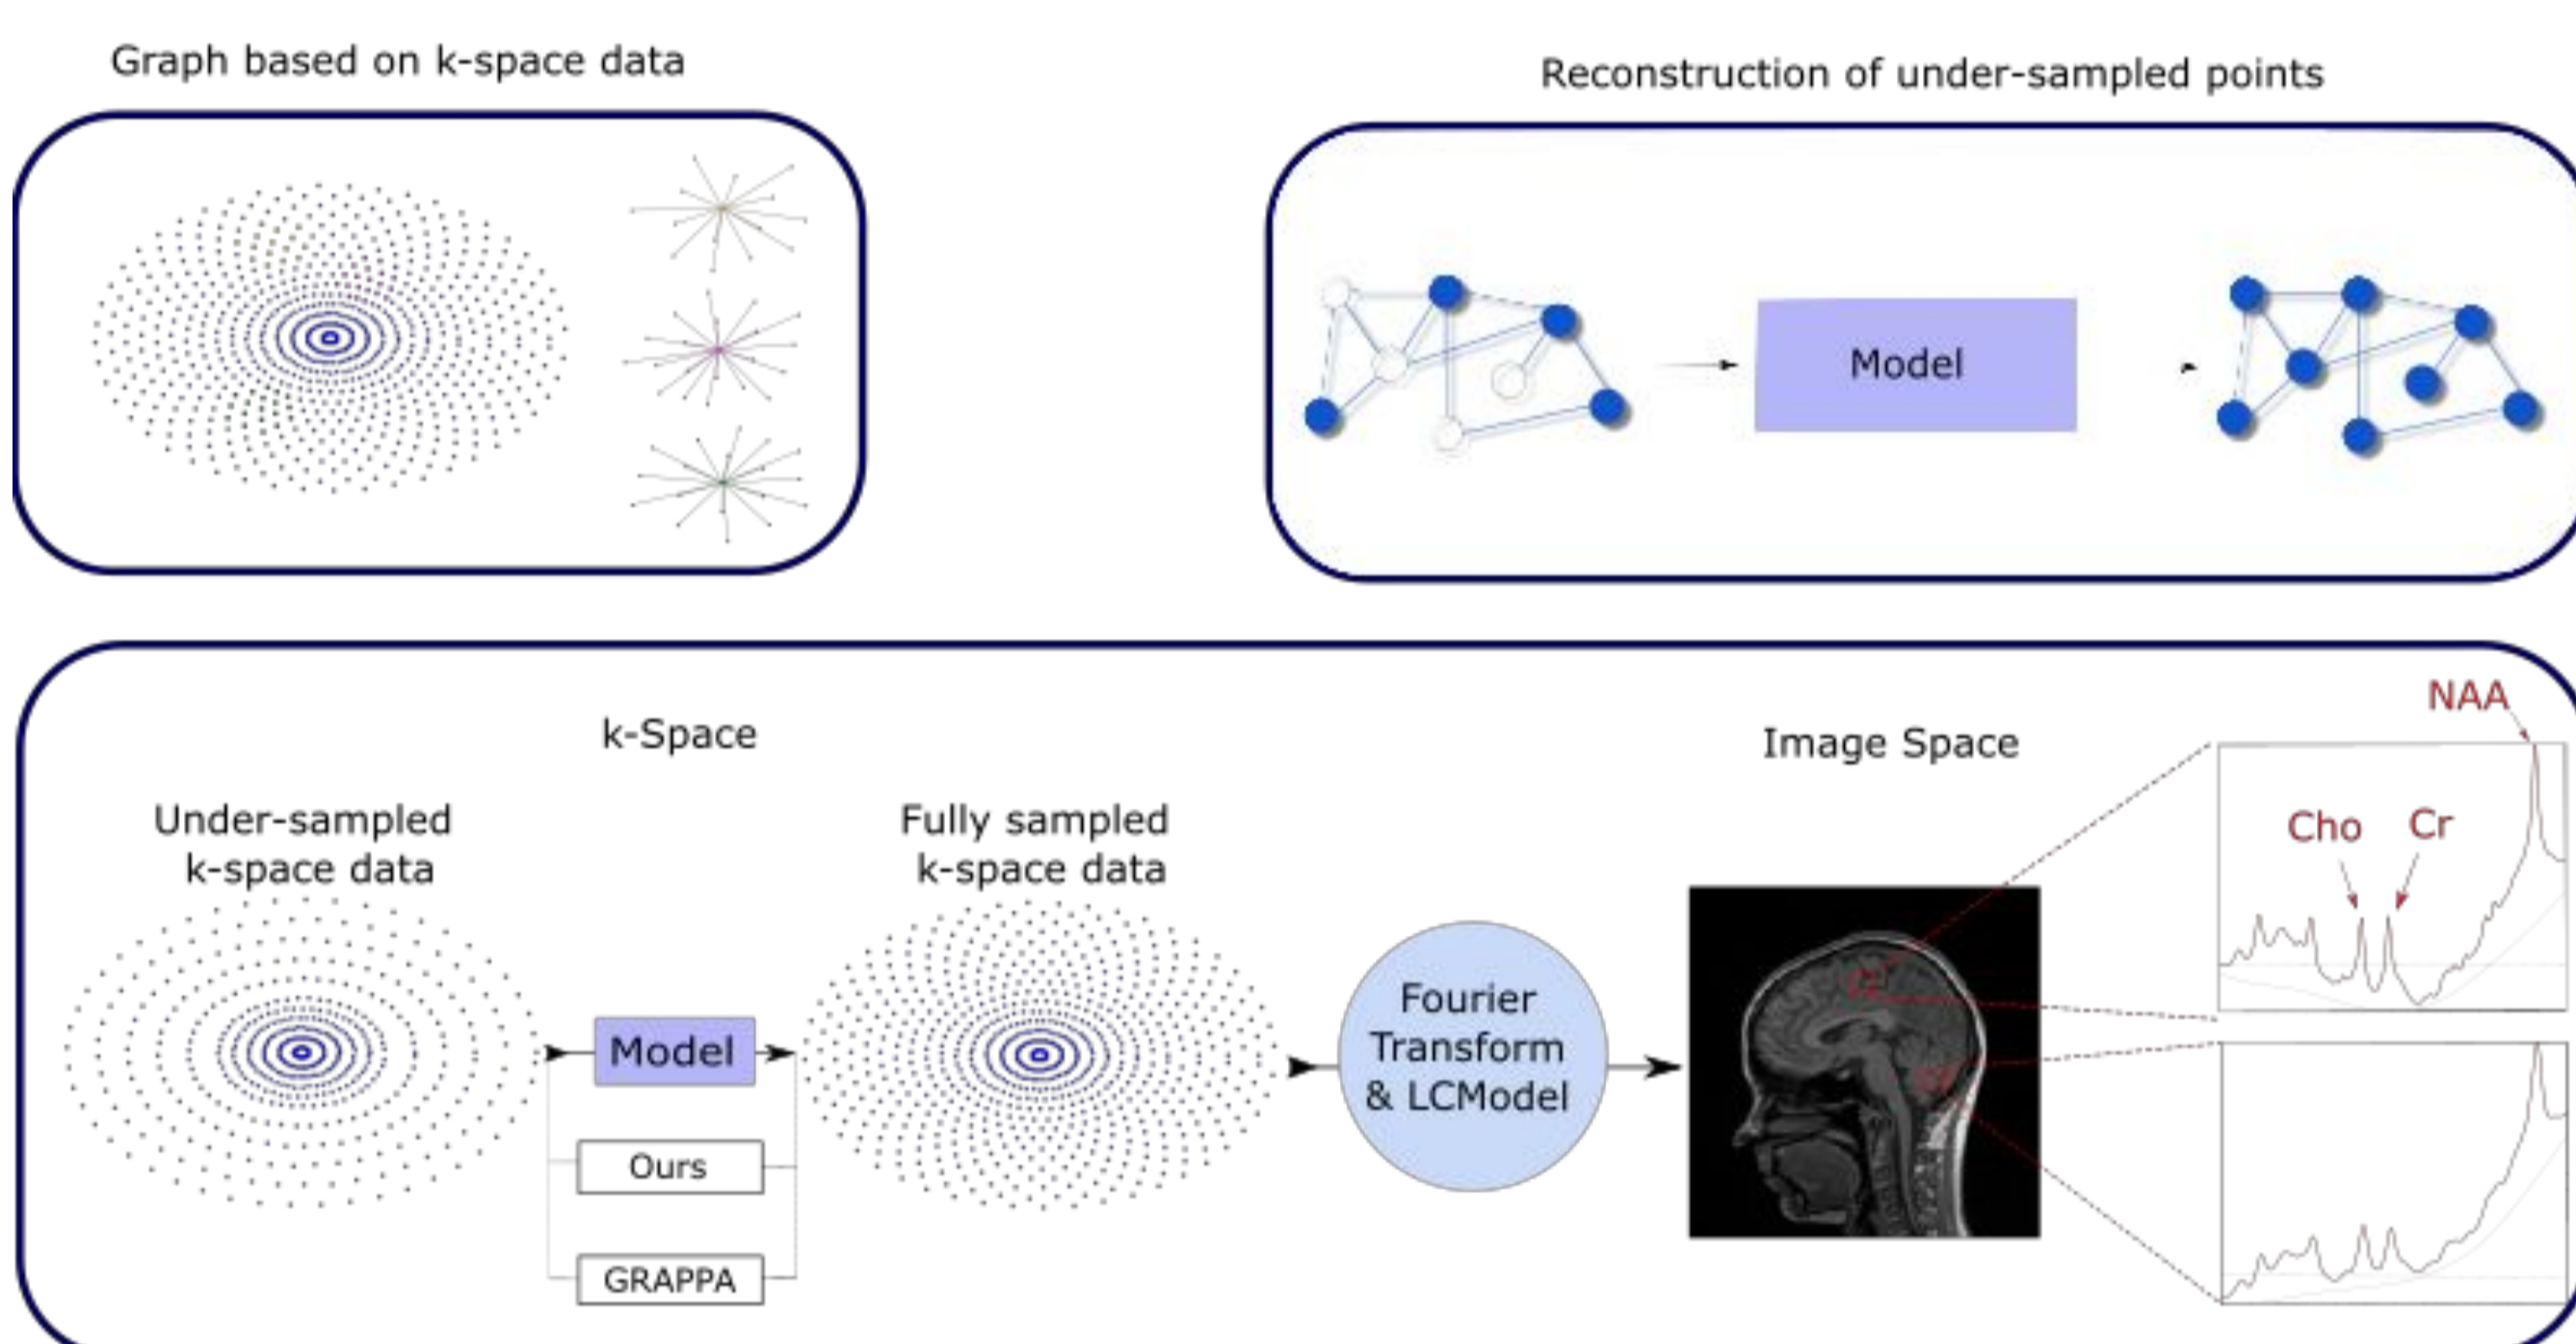 Graph based on k-space data
Reconstruction of under-sampled points
Model
k-Space
Image Space
NAA
Cho Cr
Under-sampled
k-space data
Fully sampled
k-space data
Model
Ours
GRAPPA
Fourier
Transform
& LCModel